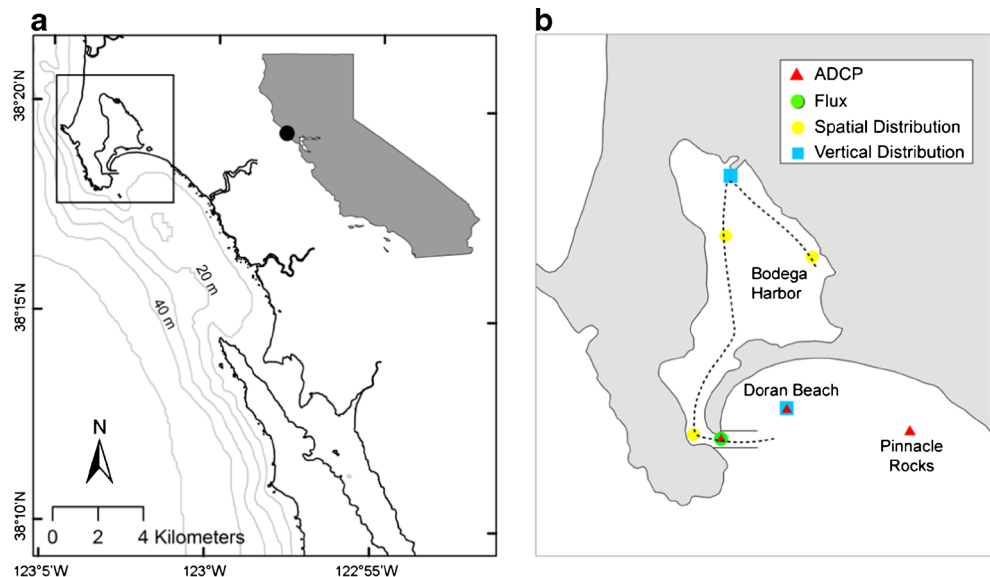 a
38°20'N
38°15'N
38°10'N
20 m
40 m
N
0 2 4 Kilometers
123°5'W
123°W
122°55'W
b
ADCP
Flux
Spatial Distribution
Vertical Distribution
Bodega
Harbor
Doran Beach
Pinnacle
Rocks